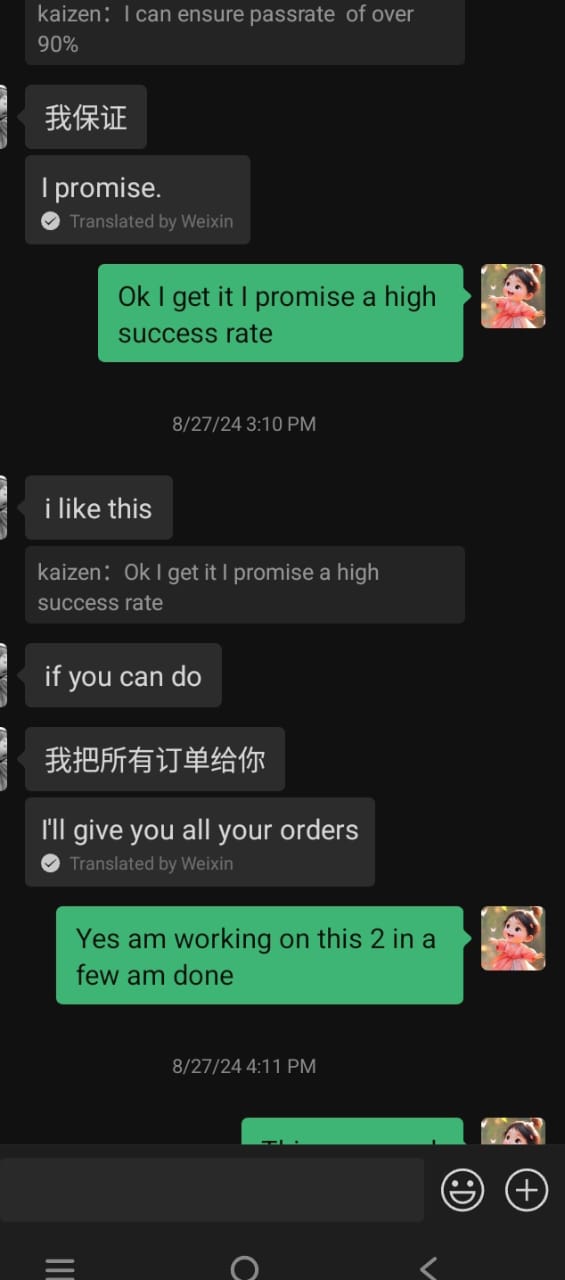 kaizen： I can ensure passrate  of over
90%
我保证
I promise.
Translated by Weixin
Ok I get it I promise a high
success rate
8/27/24 3:10 PM
i like this
kaizen： Ok I get it I promise a high
success rate
if you can do
我把所有订单给你
I'll give you all your orders
Translated by Weixin
Yes am working on this 2 in a
few am done
8/27/24 4:11 PM